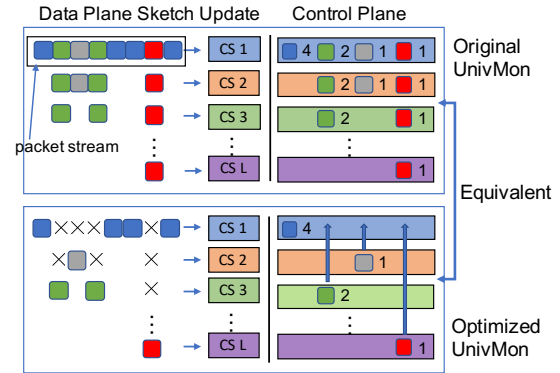 Data Plane Sketch Update
Control Plane
CS 1
4 2 1 1
CS 2
2 1 1
CS 3
2 1
packet stream
CS L
1
Original
UnivMon
Equivalent
CS 1
4
CS 2
1
CS 3
2
CS L
1
Optimized
UnivMon